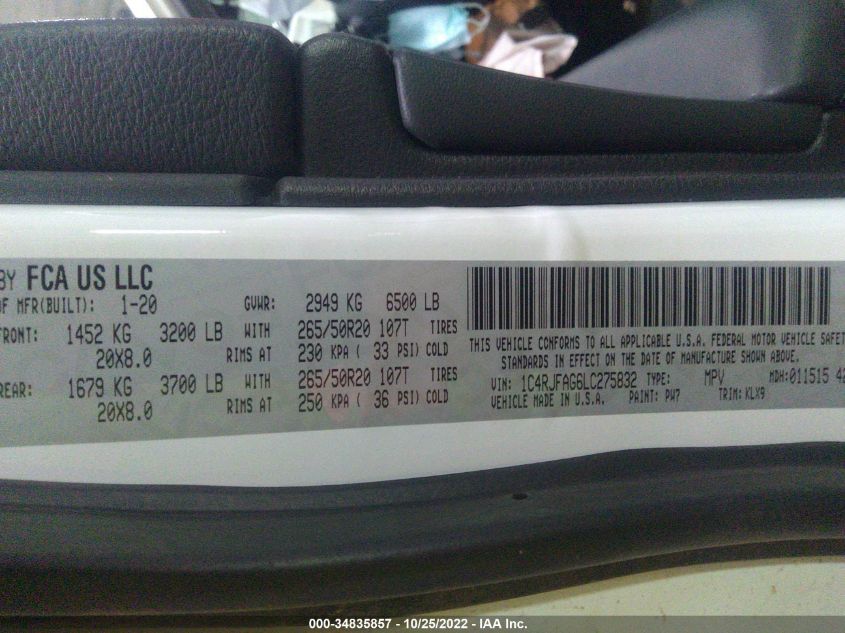 BY FCA US LLC
OF MFR(BUILT): 1-20 GVWR: 2949 KG 6500 LB
FRONT: 1452 KG 3200 LB WITH 265/50R20 107T TIRES
20X8.0 RIMS AT 230 KPA ( 33 PSI) COLD
REAR: 1679 KG 3700 LB WITH 265/50R20 107T TIRES
20X8.0 RIMS AT 250 KPA ( 36 PSI) COLD
THIS VEHICLE CONFORMS TO ALL APPLICABLE U.S.A. FEDERAL MOTOR VEHICLE SAFETY
STANDARDS IN EFFECT ON THE DATE OF MANUFACTURE SHOWN ABOVE.
VIN: 1C4RJFAG6LC275832 TYPE: MPV MDH: 011515 42
VEHICLE MADE IN U.S.A. PAINT: PW7 TRIM: KLX9
000-34835857 - 10/25/2022 - IAA Inc.